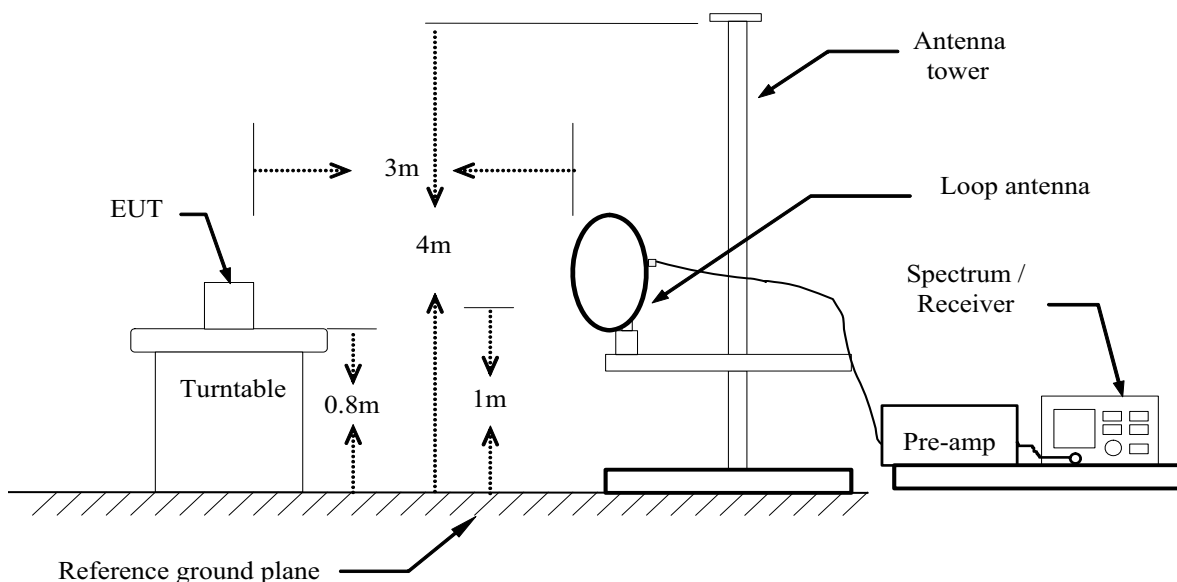 Antenna
tower
3m
Loop antenna
EUT
4m
Spectrum /
Receiver
Turntable
0.8m
1m
Pre-amp
Reference ground plane